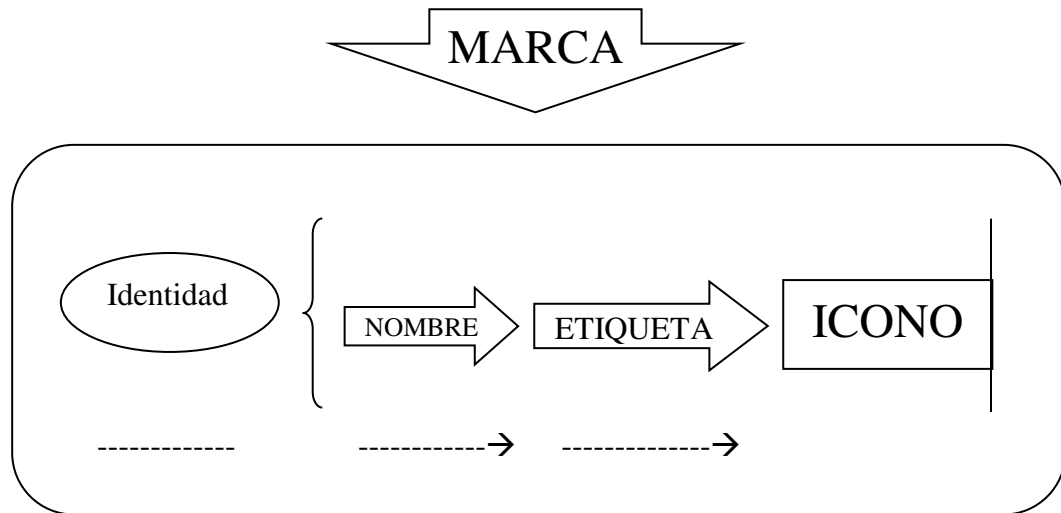 MARCA
Identidad
NOMBRE
ETIQUETA
ICONO